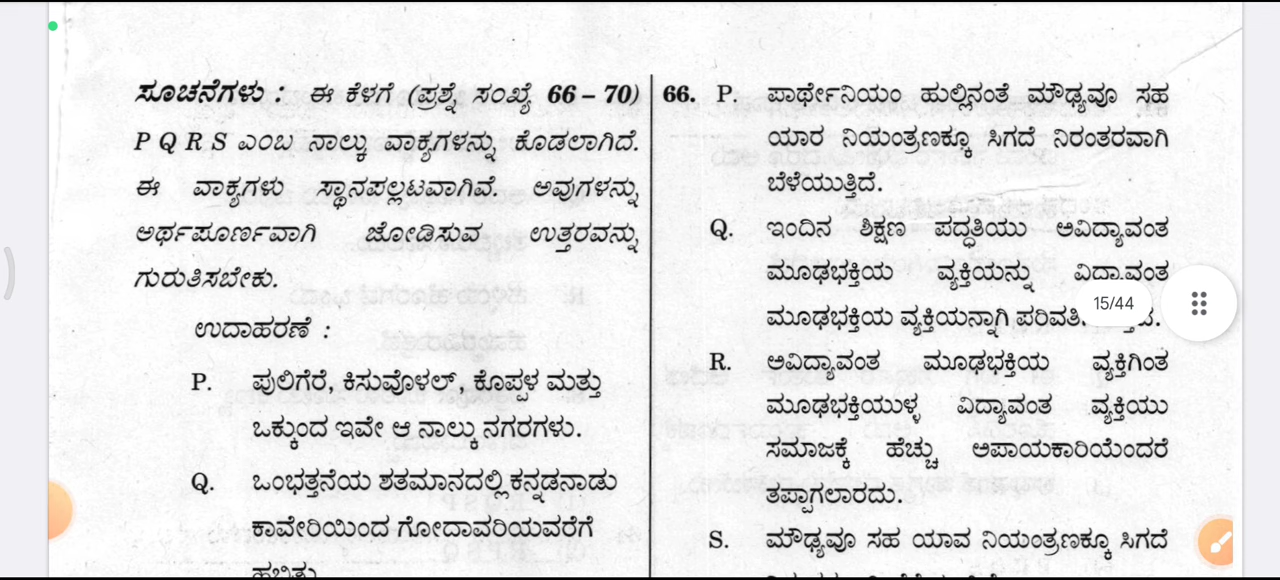 ಸೂಚನೆಗಳು : ಈ ಕೆಳಗೆ (ಪ್ರಶ್ನೆ ಸಂಖ್ಯೆ 66 – 70)
P Q R S ಎಂಬ ನಾಲ್ಕು ವಾಕ್ಯಗಳನ್ನು ಕೊಡಲಾಗಿದೆ.
ಈ ವಾಕ್ಯಗಳು ಸ್ಥಾನಪಲ್ಲಟವಾಗಿವೆ. ಅವುಗಳನ್ನು
ಅರ್ಥಪೂರ್ಣವಾಗಿ ಜೋಡಿಸುವ ಉತ್ತರವನ್ನು
ಗುರುತಿಸಬೇಕು.
ಉದಾಹರಣೆ :
P. ಪುಲಿಗೆರೆ, ಕಿಸುವೊಳಲ್, ಕೊಪ್ಪಳ ಮತ್ತು
ಒಕ್ಕುಂದ ಇವೇ ಆ ನಾಲ್ಕು ನಗರಗಳು.
Q. ಒಂಭತ್ತನೆಯ ಶತಮಾನದಲ್ಲಿ ಕನ್ನಡನಾಡು
ಕಾವೇರಿಯಿಂದ ಗೋದಾವರಿಯವರೆಗೆ
66. P. ಪಾರ್ಥೇನಿಯಂ ಹುಲ್ಲಿನಂತೆ ಮೌಢ್ಯವೂ ಸಹ
ಯಾರ ನಿಯಂತ್ರಣಕ್ಕೂ ಸಿಗದೆ ನಿರಂತರವಾಗಿ
ಬೆಳೆಯುತ್ತಿದೆ.
Q. ಇಂದಿನ ಶಿಕ್ಷಣ ಪದ್ಧತಿಯು ಅವಿದ್ಯಾವಂತ
ಮೂಢಭಕ್ತಿಯ ವ್ಯಕ್ತಿಯನ್ನು ವಿದ್ಯಾವಂತ
ಮೂಢಭಕ್ತಿಯ ವ್ಯಕ್ತಿಯನ್ನಾಗಿ
15/44
R. ಅವಿದ್ಯಾವಂತ ಮೂಢಭಕ್ತಿಯ ವ್ಯಕ್ತಿಗಿಂತ
ಮೂಢಭಕ್ತಿಯುಳ್ಳ ವಿದ್ಯಾವಂತ ವ್ಯಕ್ತಿಯು
ಸಮಾಜಕ್ಕೆ ಹೆಚ್ಚು ಅಪಾಯಕಾರಿಯೆಂದರೆ
ತಪ್ಪಾಗಲಾರದು.
S. ಮೌಢ್ಯವೂ ಸಹ ಯಾವ ನಿಯಂತ್ರಣಕ್ಕೂ ಸಿಗದೆ